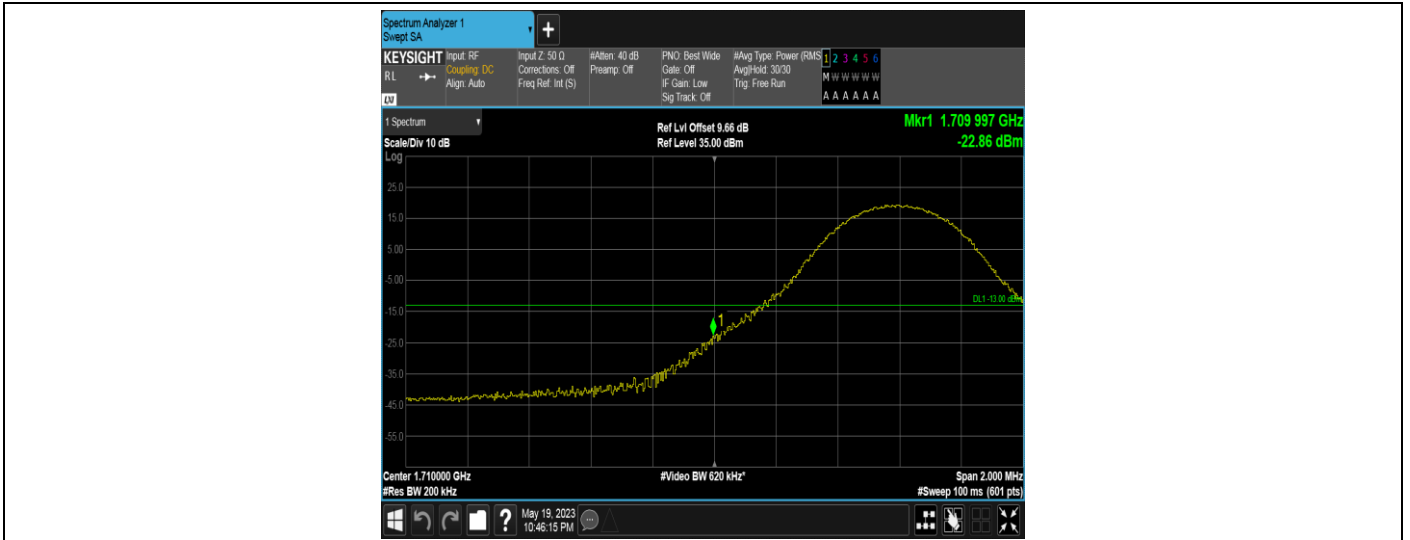 Spectrum Analyzer 1
Swept SA
+
KEYSIGHT
RL
LXI
Input: RF
Coupling: DC
Align: Auto
Input Z: 50 Ω
Corrections: Off
Freq Ref: Int (S)
#Atten: 40 dB
Preamp: Off
PNO: Best Wide
Gate: Off
IF Gain: Low
Sig Track: Off
#Avg Type: Power (RMS
Avg|Hold: 30/30
Trig: Free Run
1 2 3 4 5 6
M W W W W W
A A A A A A
1 Spectrum
Scale/Div 10 dB
Ref Lvl Offset 9.66 dB
Ref Level 35.00 dBm
Mkr1 1.709 997 GHz
-22.86 dBm
Log
25.0
15.0
5.00
-5.00
-15.0
-25.0
-35.0
-45.0
-55.0
DL1 -13.00 dBm
1
Center 1.710000 GHz
#Res BW 200 kHz
#Video BW 620 kHz*
Span 2.000 MHz
#Sweep 100 ms (601 pts)
?
May 19, 2023
10:46:15 PM